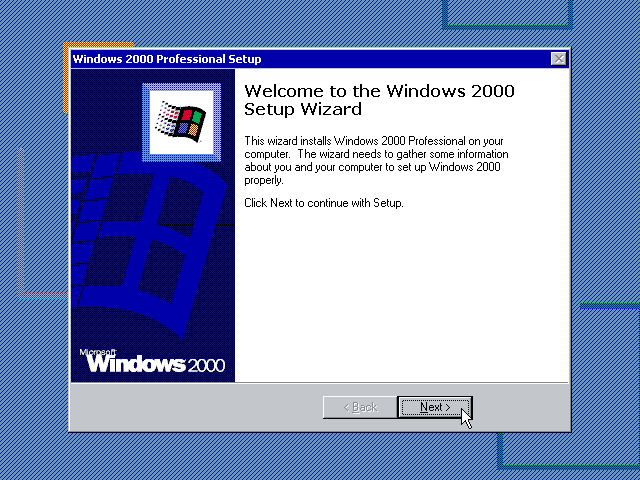 Windows 2000 Professional Setup
Welcome to the Windows 2000
Setup Wizard
This wizard installs Windows 2000 Professional on your
computer. The wizard needs to gather some information
about you and your computer to set up Windows 2000
properly.
Click Next to continue with Setup.
Microsoft
Windows 2000
< Back
Next >